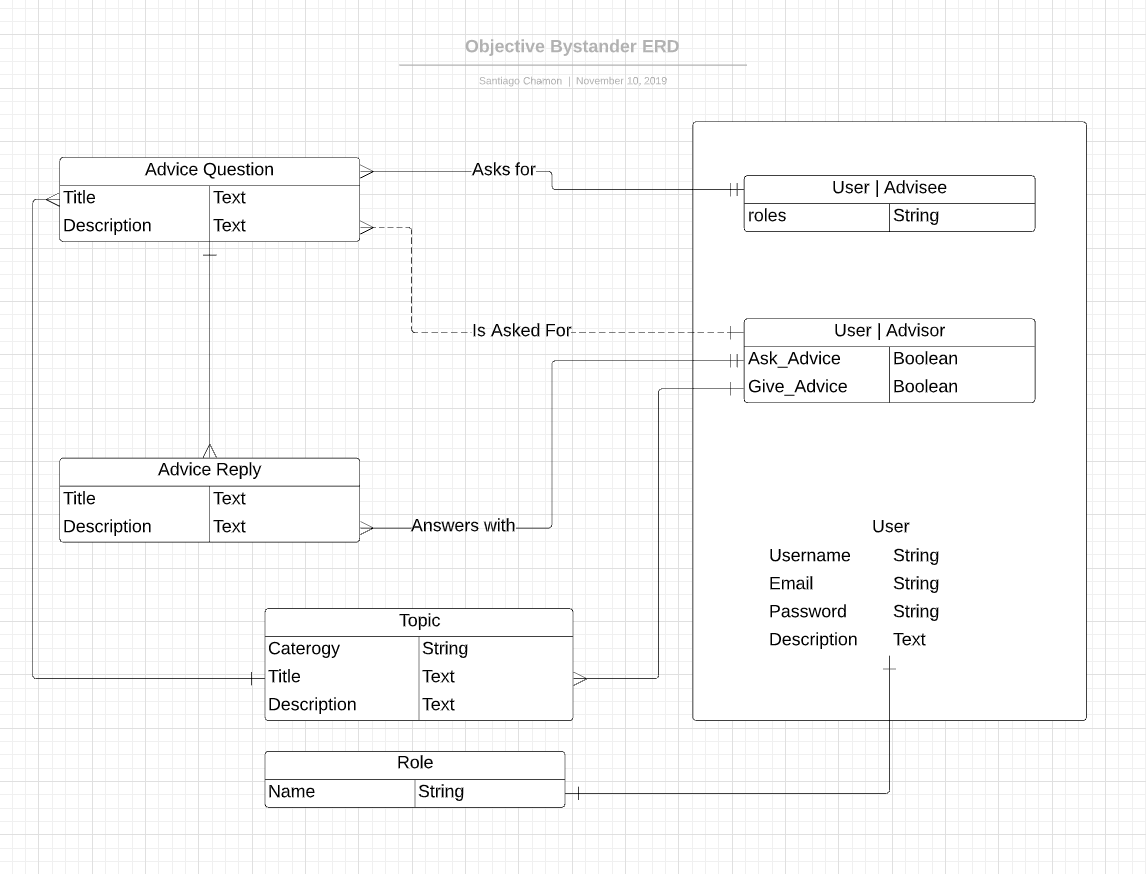 Objective Bystander ERD
Santiago Chamon | November 10, 2019
Advice Question
Title Text
Description Text
Asks for
User | Advisee
roles String
Is Asked For
User | Advisor
Ask_Advice Boolean
Give_Advice Boolean
Advice Reply
Title Text
Description Text
Answers with
User
Username String
Email String
Password String
Description Text
Topic
Caterogy String
Title Text
Description Text
Role
Name String